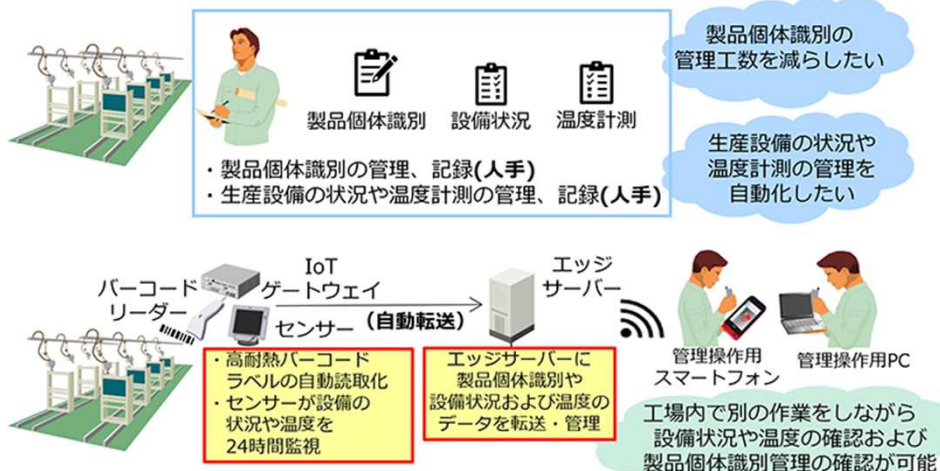 製品個体識別の
管理工数を減らしたい
製品個体識別
設備状況
温度計測
・製品個体識別の管理、記録(人手)
・生産設備の状況や温度計測の管理、記録(人手)
生産設備の状況や
温度計測の管理を
自動化したい
バーコード
リーダー
IoT
ゲートウェイ
センサー
(自動転送)
エッジ
サーバー
管理操作用
スマートフォン
管理操作用PC
・高耐熱バーコード
ラベルの自動読取化
・センサーが設備の
状況や温度を
24時間監視
エッジサーバーに
製品個体識別や
設備状況および温度の
データを転送・管理
工場内で別の作業をしながら
設備状況や温度の確認および
製品個体識別管理の確認が可能